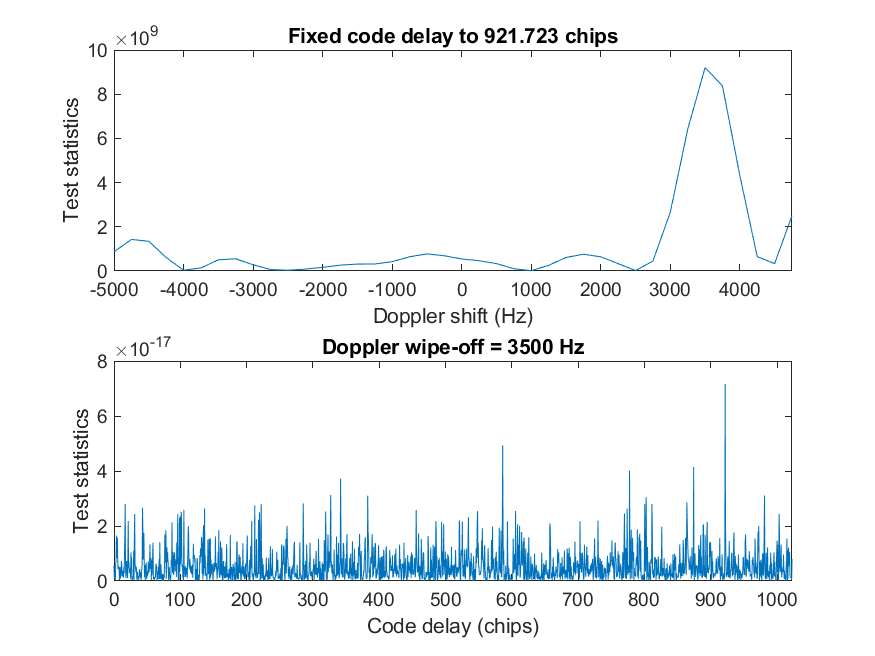 ×10^9
Fixed code delay to 921.723 chips
10
8
6
4
2
0
Test statistics
-5000 -4000 -3000 -2000 -1000 0 1000 2000 3000 4000
Doppler shift (Hz)
×10^-17
Doppler wipe-off = 3500 Hz
8
6
4
2
0
Test statistics
0 100 200 300 400 500 600 700 800 900 1000
Code delay (chips)